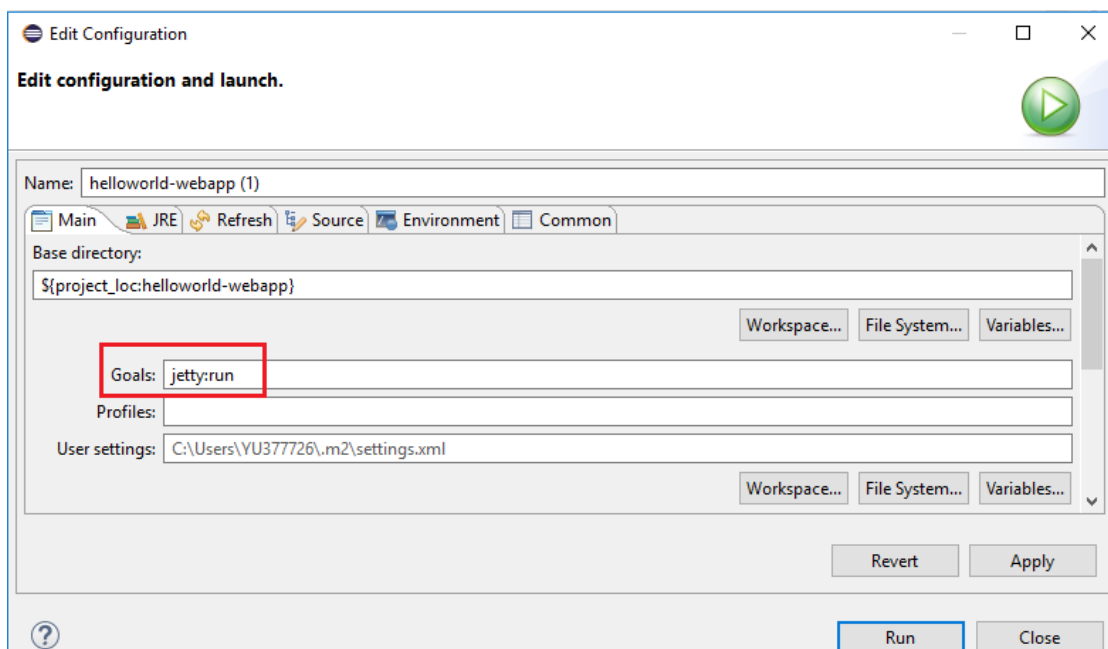 Edit Configuration
Edit configuration and launch.
Name: helloworld-webapp (1)
Main JRE Refresh Source Environment Common
Base directory:
${project_loc:helloworld-webapp}
Workspace... File System... Variables...
Goals: jetty:run
Profiles:
User settings: C:\Users\YU377726\.m2\settings.xml
Workspace... File System... Variables...
Revert Apply
? Run Close